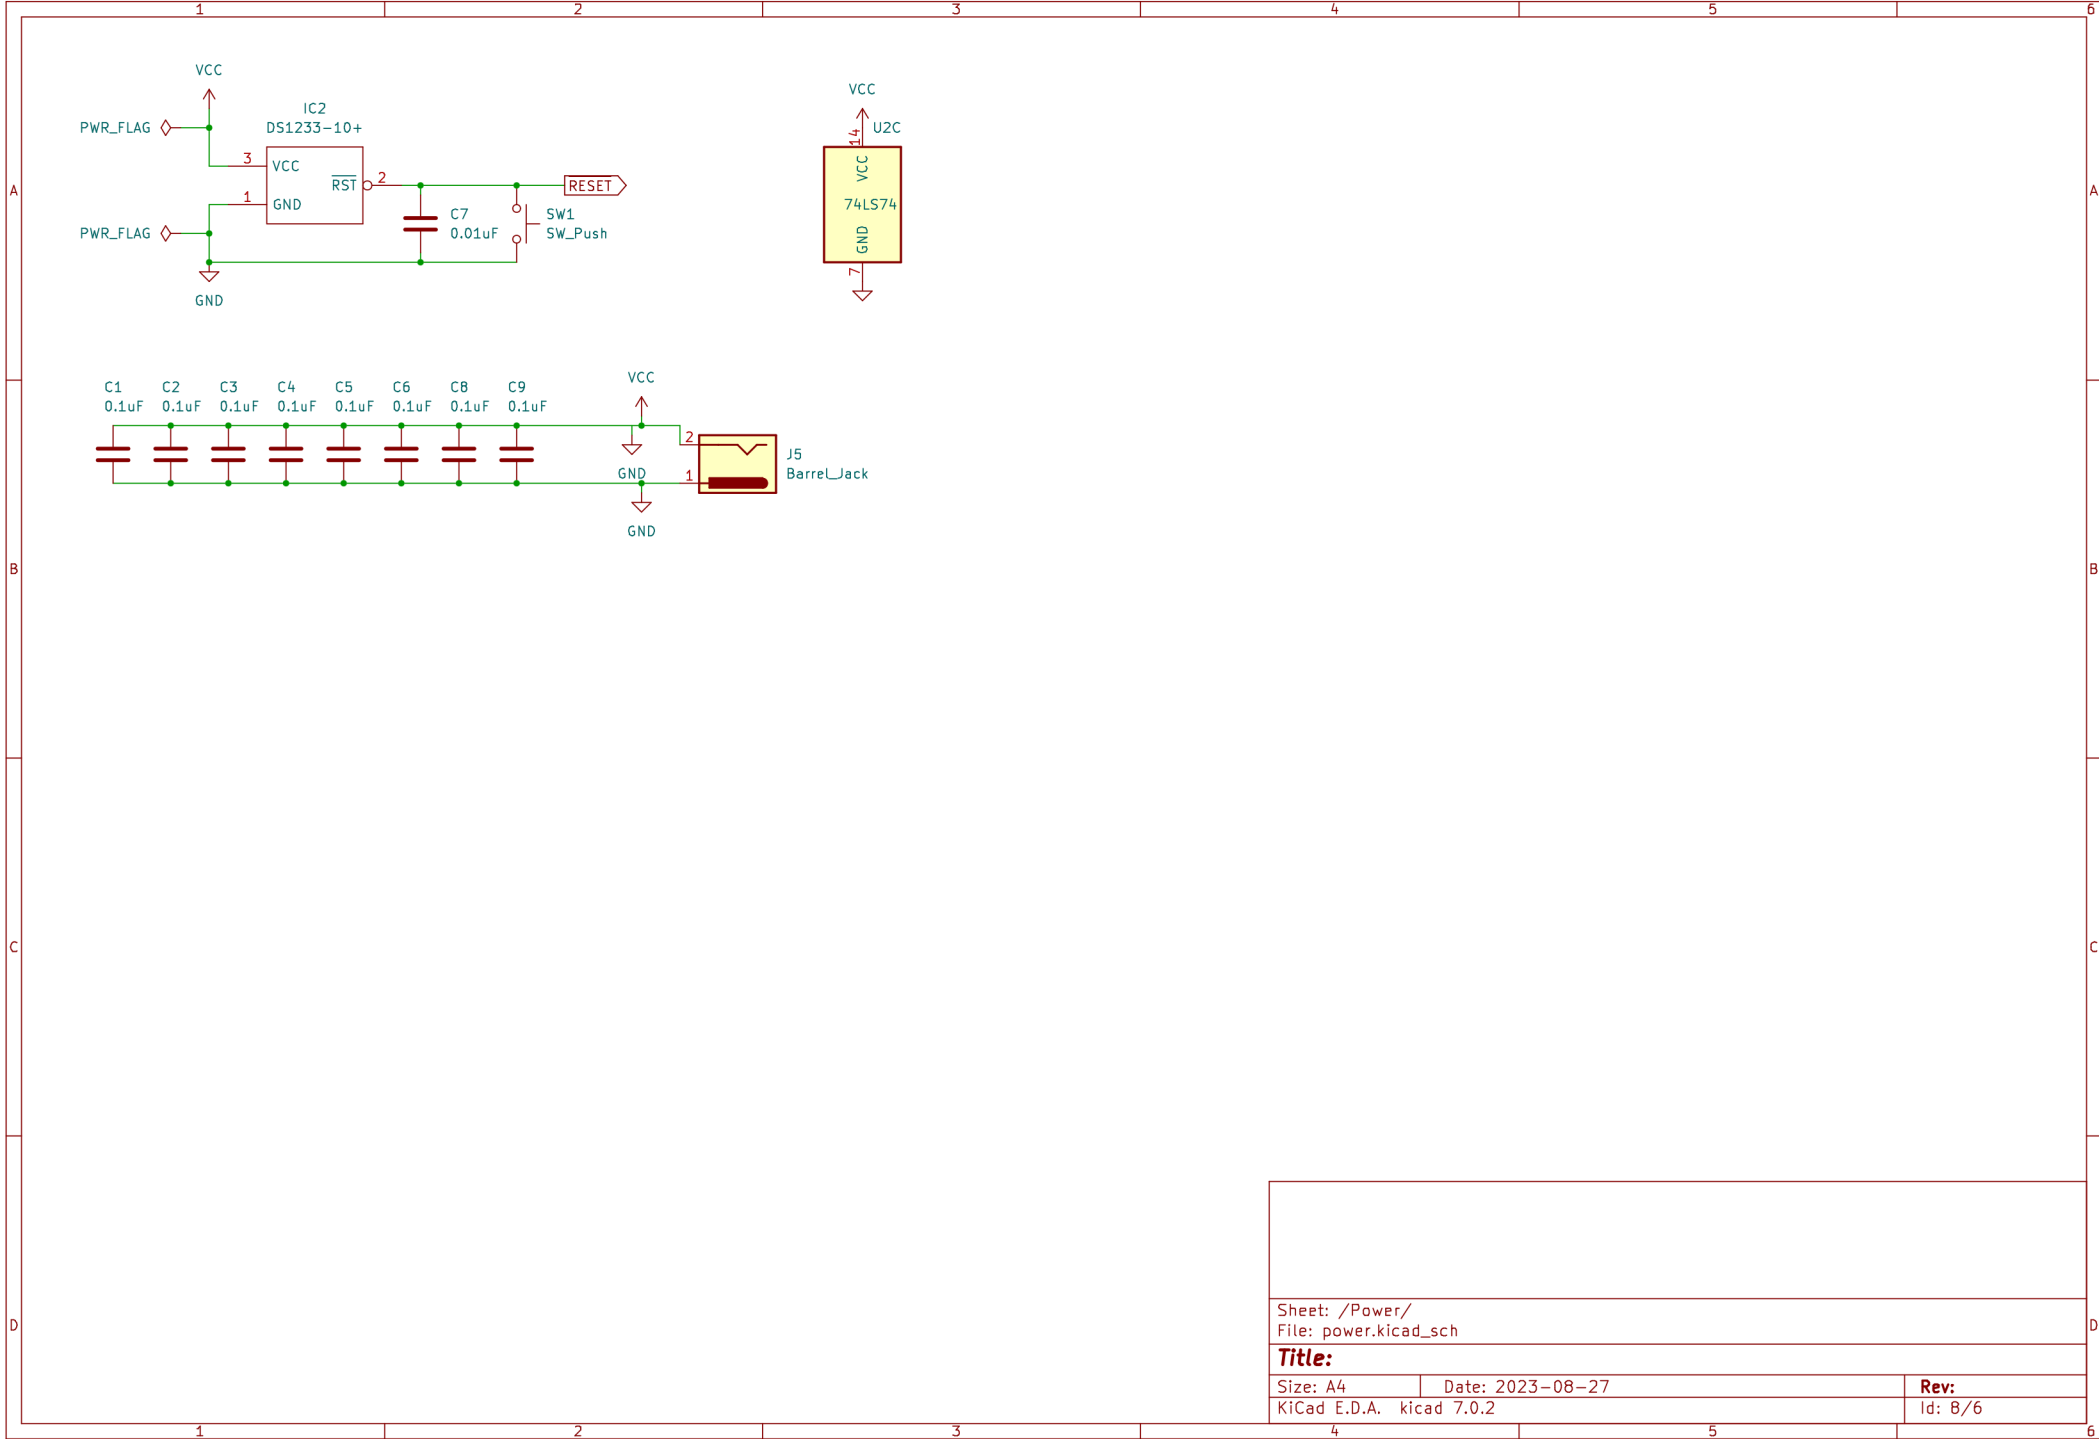 1 2 3 4 5 6
VCC
VCC
IC2
PWR_FLAG
DS1233-10+
14
U2C
3
VCC
VCC
A
RST
2
RESET
A
1
GND
74LS74
C7
SW1
PWR_FLAG
0.01uF
SW_Push
GND
7
GND
VCC
C1 C2 C3 C4 C5 C6 C8 C9
0.1uF 0.1uF 0.1uF 0.1uF 0.1uF 0.1uF 0.1uF 0.1uF
2
J5
GND
1
Barrel_Jack
GND
B
B
C
C
Sheet: /Power/
D
File: power.kicad_sch
D
Title:
Size: A4
Date: 2023-08-27
Rev:
KiCad E.D.A. kicad 7.0.2
Id: 8/6
1 2 3 4 5 6